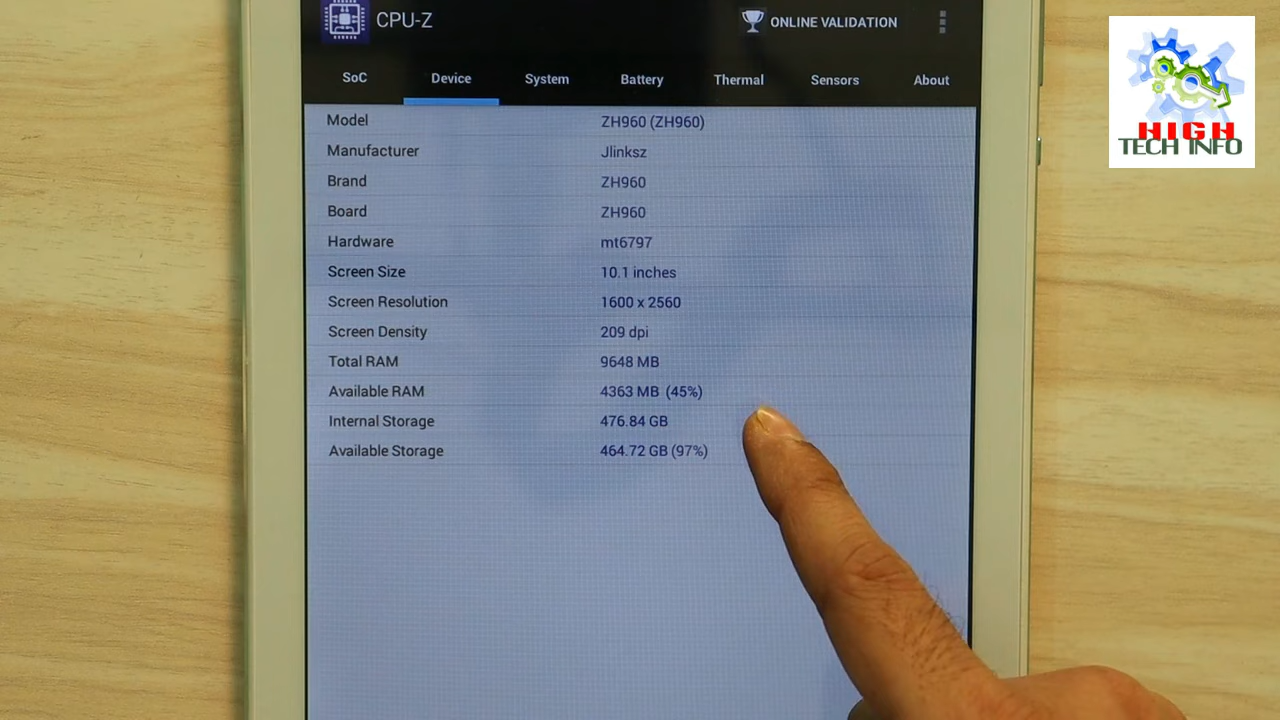 CPU-Z
ONLINE VALIDATION
SoC Device System Battery Thermal Sensors About
Model ZH960 (ZH960)
Manufacturer Jlinksz
Brand ZH960
Board ZH960
Hardware mt6797
Screen Size 10.1 inches
Screen Resolution 1600 x 2560
Screen Density 209 dpi
Total RAM 9648 MB
Available RAM 4363 MB (45%)
Internal Storage 476.84 GB
Available Storage 464.72 GB (97%)
HIGH
TECH INFO